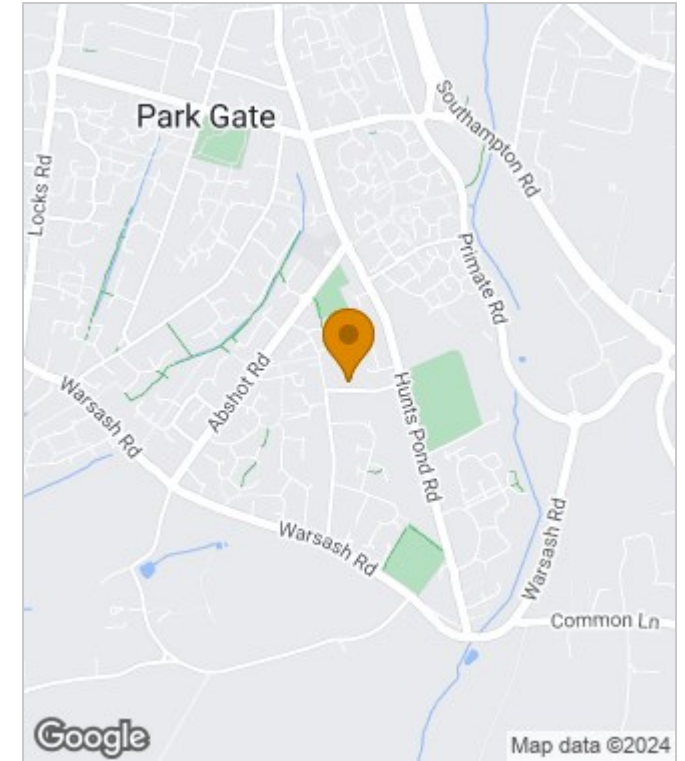 Park Gate
Southampton Rd
Locks Rd
Primate Rd
Abshot Rd
Warsash Rd
Hunts Pond Rd
Warsash Rd
Warsash Rd
Common Ln
Google
Map data ©2024